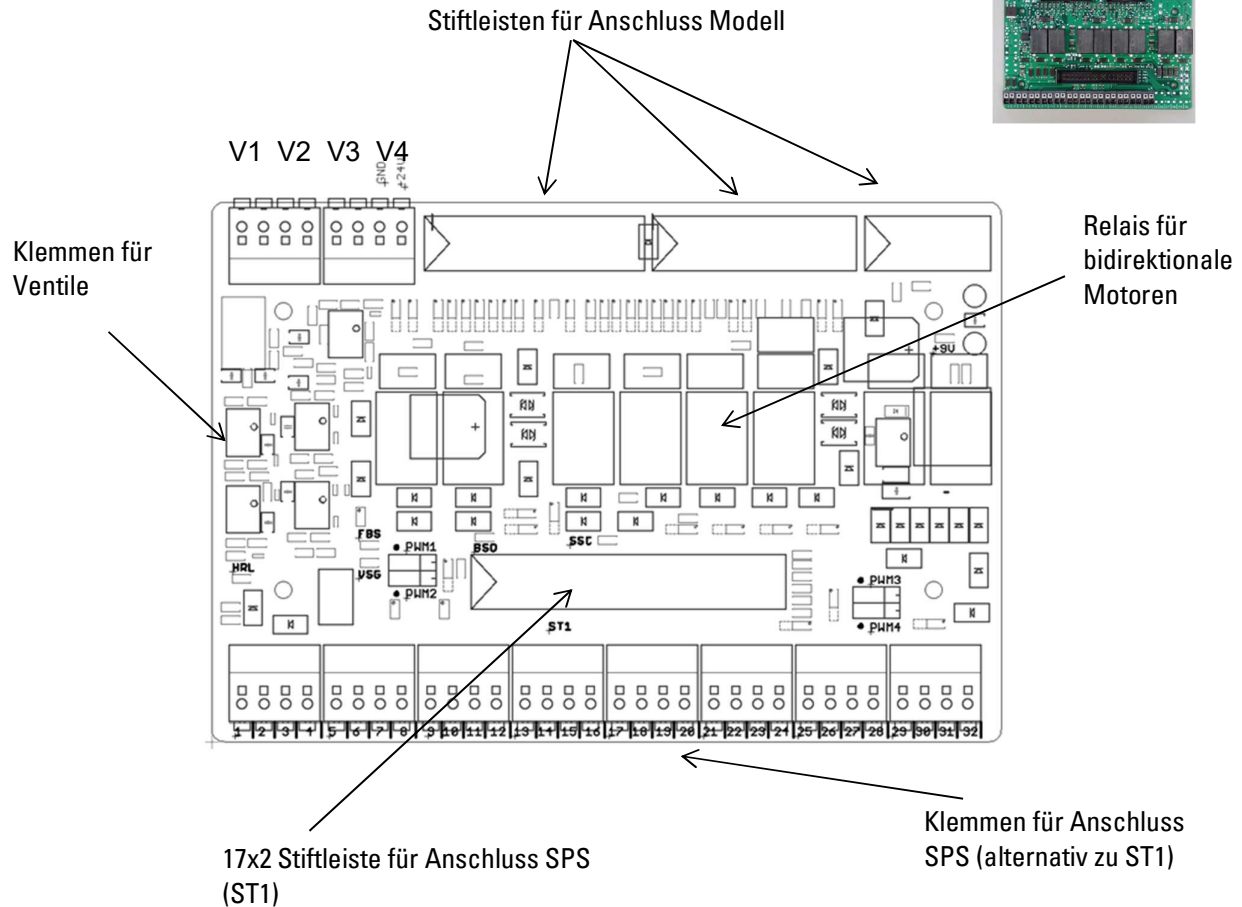 Stiftleisten für Anschluss Modell
V1 V2 V3 V4
GND
+24V
Klemmen für
Ventile
Relais für
bidirektionale
Motoren
+9V
FBS
PWM1
BSD
SSC
HRL
VSG
PWM2
PWM3
PWM4
ST1
1 2 3 4 5 6 7 8 9 10 11 12 13 14 15 16 17 18 19 20 21 22 23 24 25 26 27 28 29 30 31 32
17x2 Stiftleiste für Anschluss SPS
(ST1)
Klemmen für Anschluss
SPS (alternativ zu ST1)